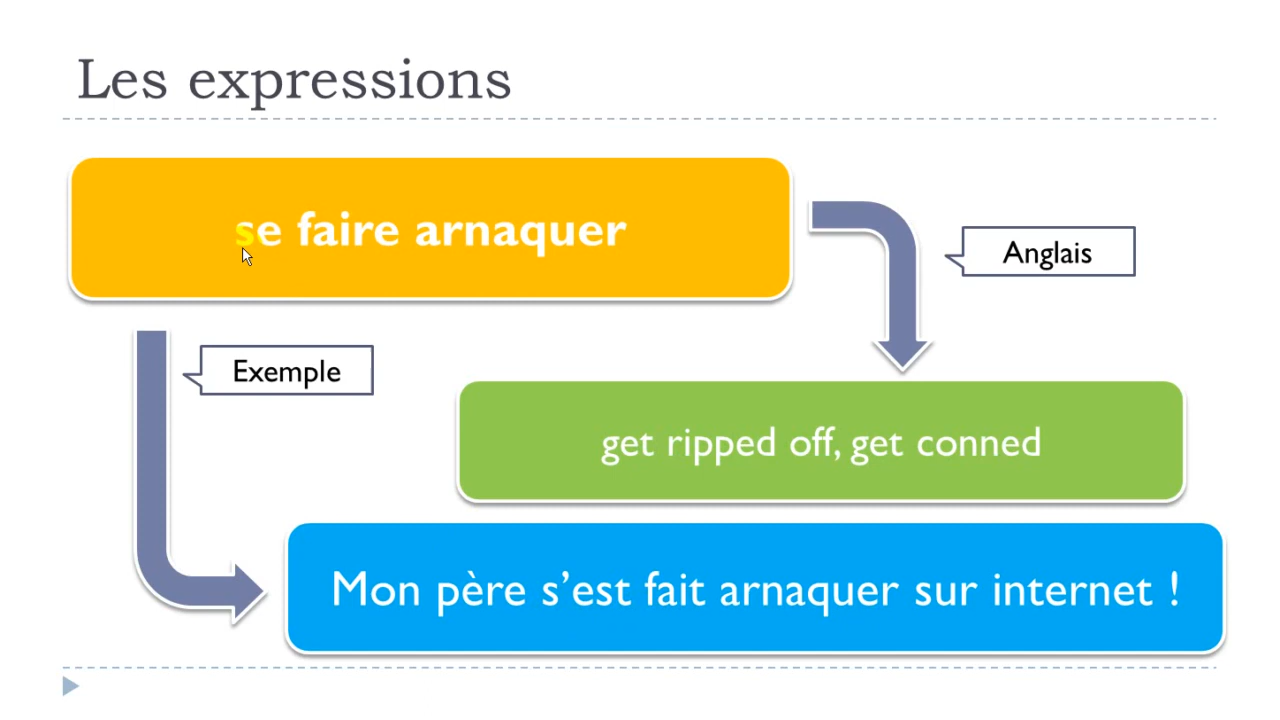 Les expressions
se faire arnaquer
Anglais
Exemple
get ripped off, get conned
Mon père s’est fait arnaquer sur internet !